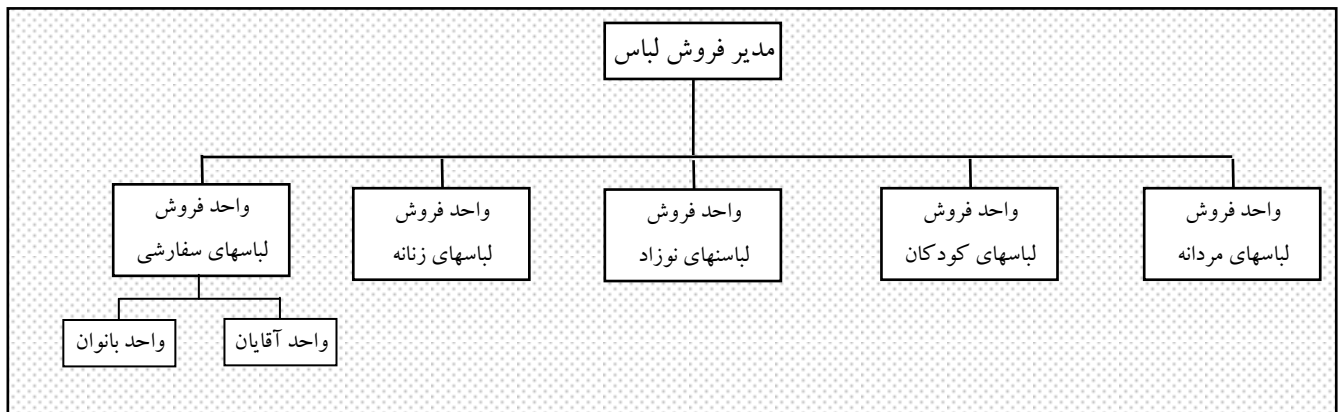 مدیر فروش لباس
واحد فروش
لباسهای مردانه
واحد فروش
لباسهای کودکان
واحد فروش
لباسنهای نوزاد
واحد فروش
لباسهای زنانه
واحد فروش
لباسهای سفارشی
واحد آقایان
واحد بانوان